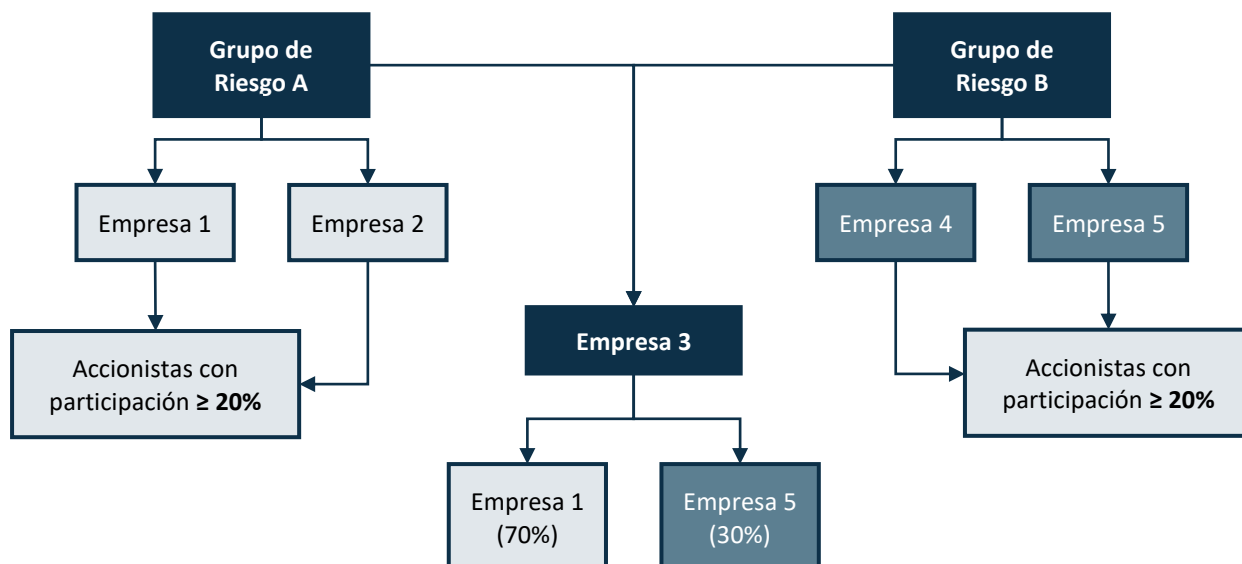 Grupo de
Riesgo A
Grupo de
Riesgo B
Empresa 1
Empresa 2
Empresa 4
Empresa 5
Accionistas con
participación ≥ 20%
Empresa 3
Accionistas con
participación ≥ 20%
Empresa 1
(70%)
Empresa 5
(30%)